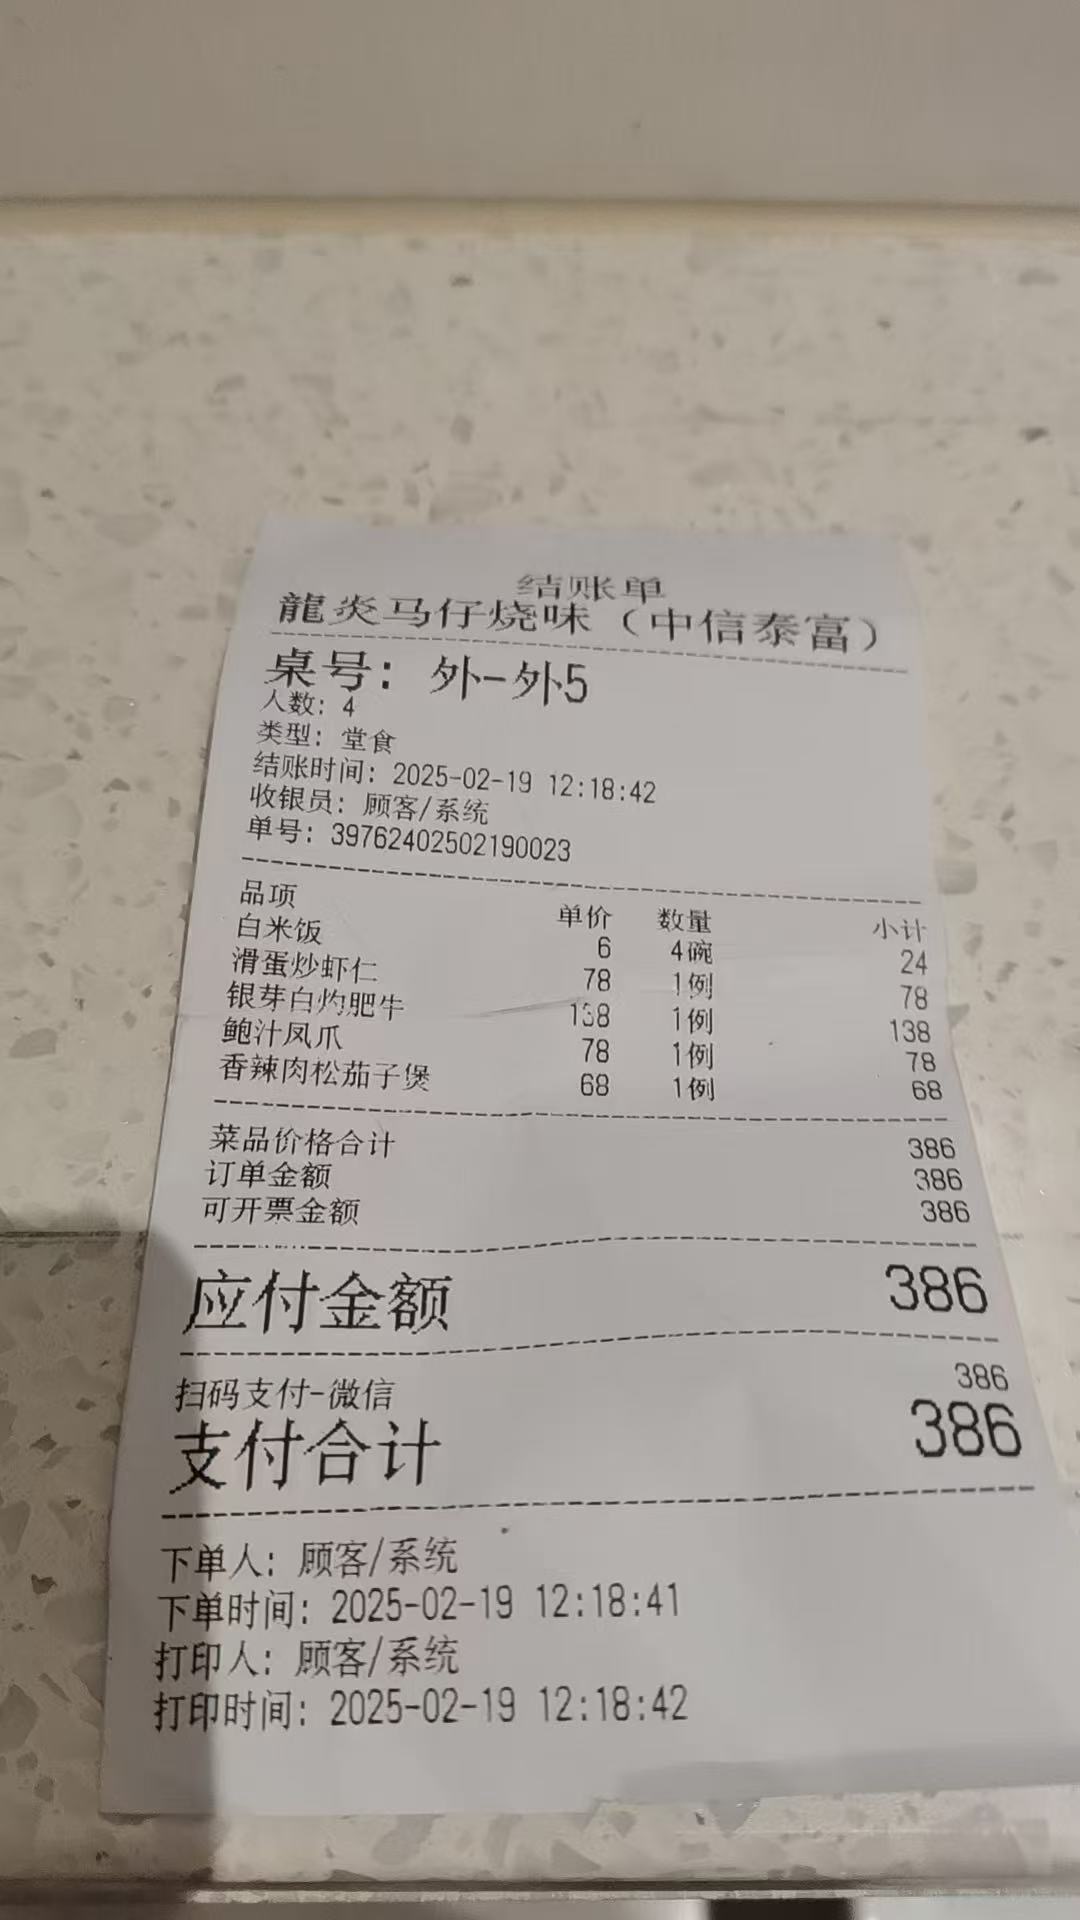 结账单
龍炎马仔烧味（中信泰富）
桌号：外-外5
人数：4
类型：堂食
结账时间：2025-02-19 12:18:42
收银员：顾客/系统
单号：39762402502190023
品项 单价 数量 小计
白米饭 6 4碗 24
滑蛋炒虾仁 78 1例 78
银芽白灼肥牛 138 1例 138
鲍汁凤爪 78 1例 78
香辣肉松茄子煲 68 1例 68
菜品价格合计 386
订单金额 386
可开票金额 386
应付金额 386
扫码支付-微信 386
支付合计 386
下单人：顾客/系统
下单时间：2025-02-19 12:18:41
打印人：顾客/系统
打印时间：2025-02-19 12:18:42